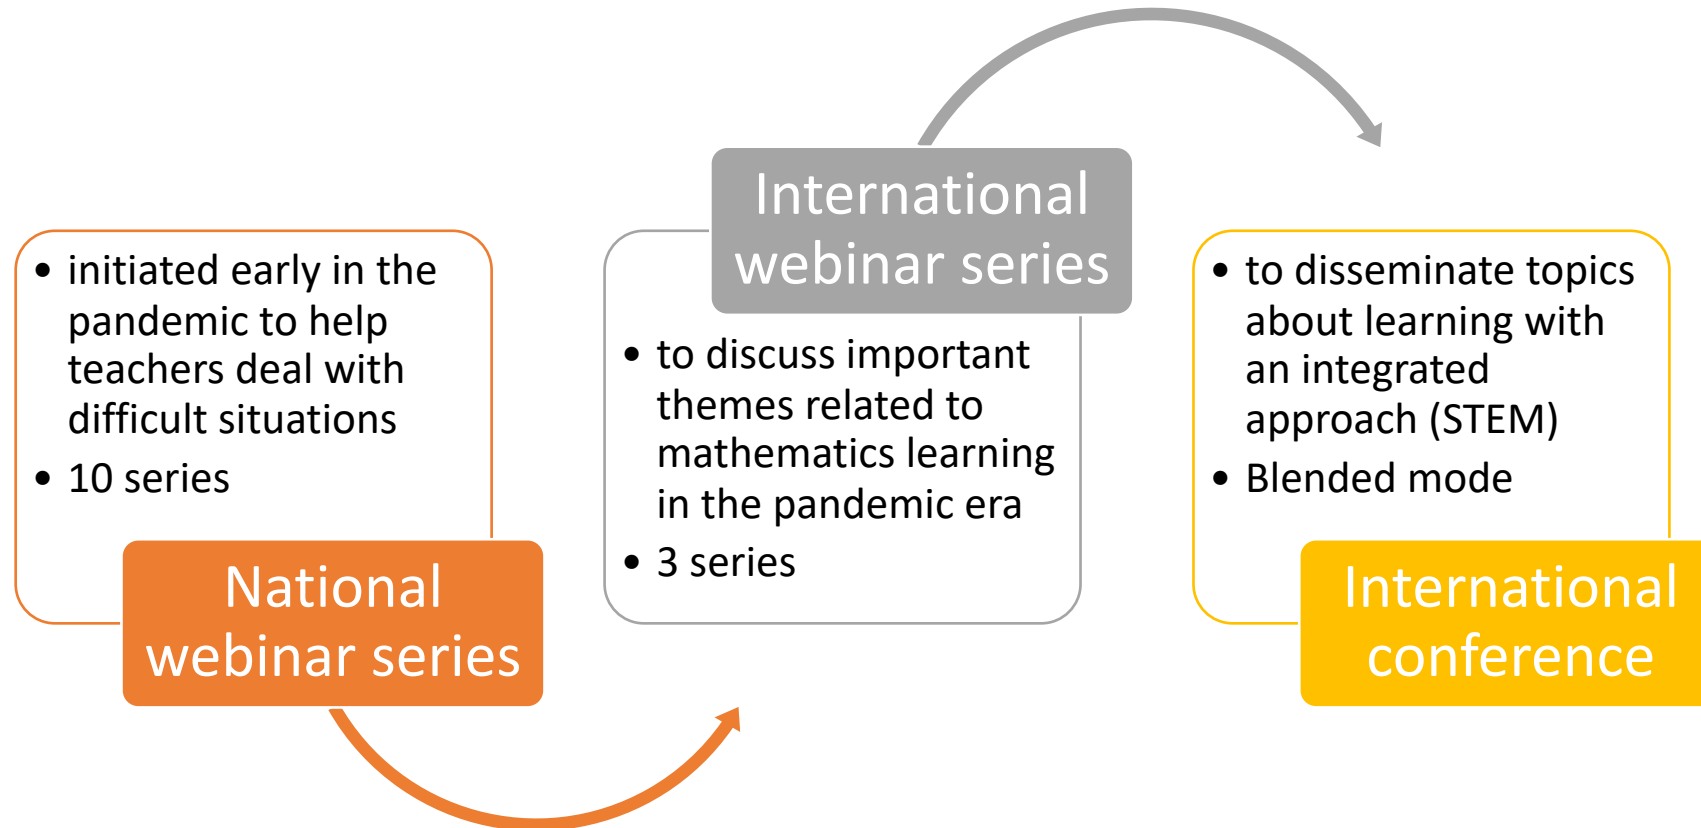 • initiated early in the
pandemic to help
teachers deal with
difficult situations
• 10 series
National
webinar series
International
webinar series
• to discuss important
themes related to
mathematics learning
in the pandemic era
• 3 series
• to disseminate topics
about learning with
an integrated
approach (STEM)
• Blended mode
International
conference